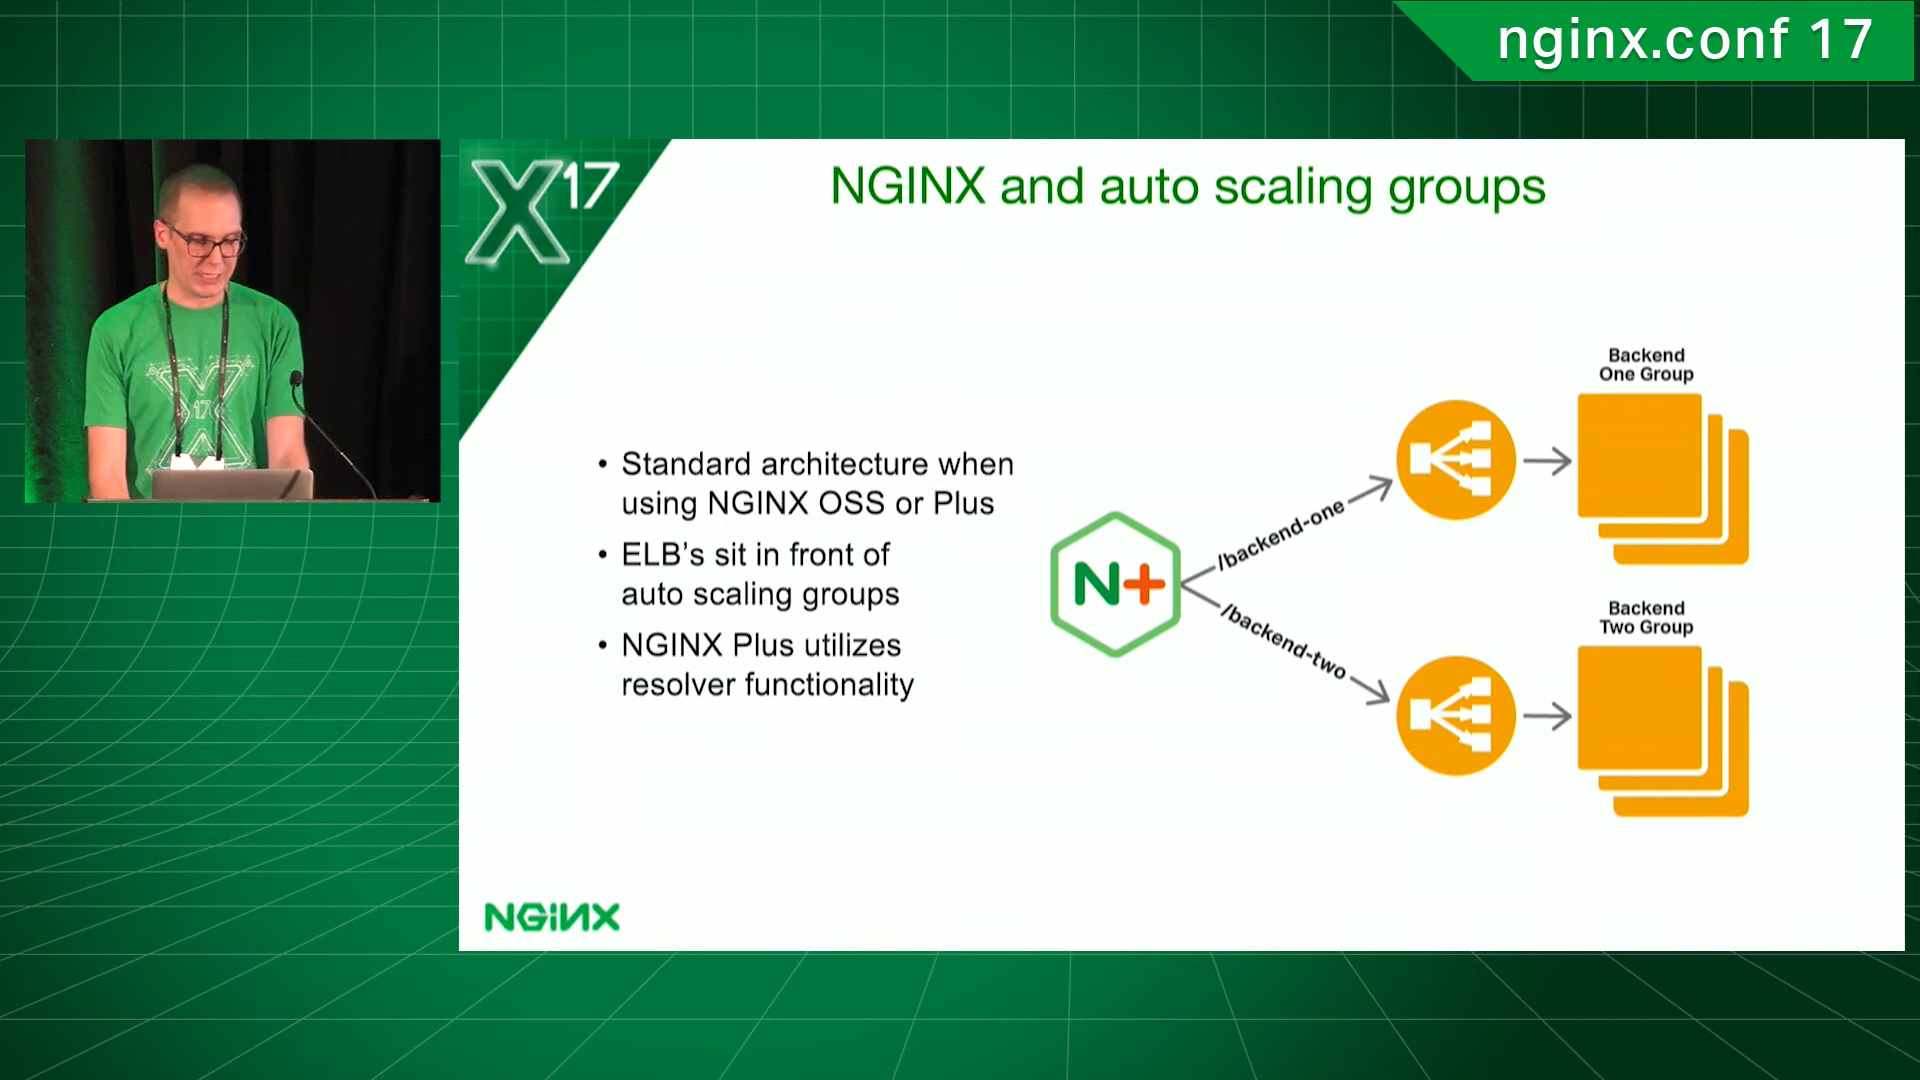 nginx.conf 17
X17
NGINX and auto scaling groups
• Standard architecture when
using NGINX OSS or Plus
• ELB’s sit in front of
auto scaling groups
• NGINX Plus utilizes
resolver functionality
N+
/backend-one
/backend-two
Backend
One Group
Backend
Two Group
NGINX
X
17